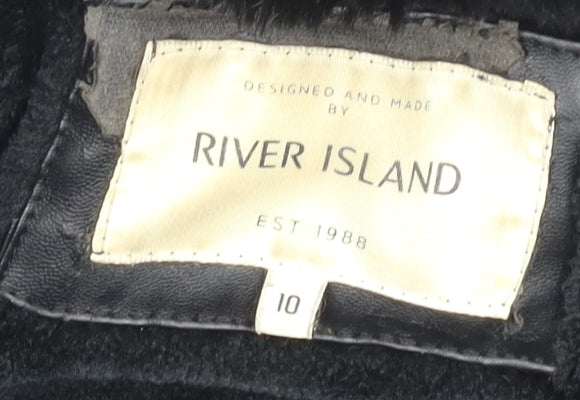 DESIGNED AND MADE
BY
RIVER ISLAND
EST 1988
10